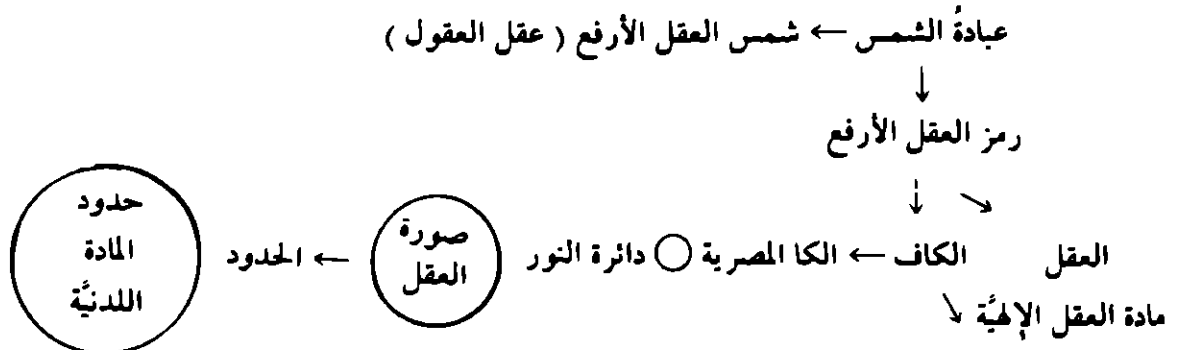 عبادةُ الشمس ← شمس العقل الأرفع ( عقل العقول )
↓
رمز العقل الأرفع
↓ ↘
العقل الكاف ← الكا المصرية ○ دائرة النور صورة العقل ← الحدود حدود المادة اللدنيَّة
مادة العقل الإلهيَّة ↘